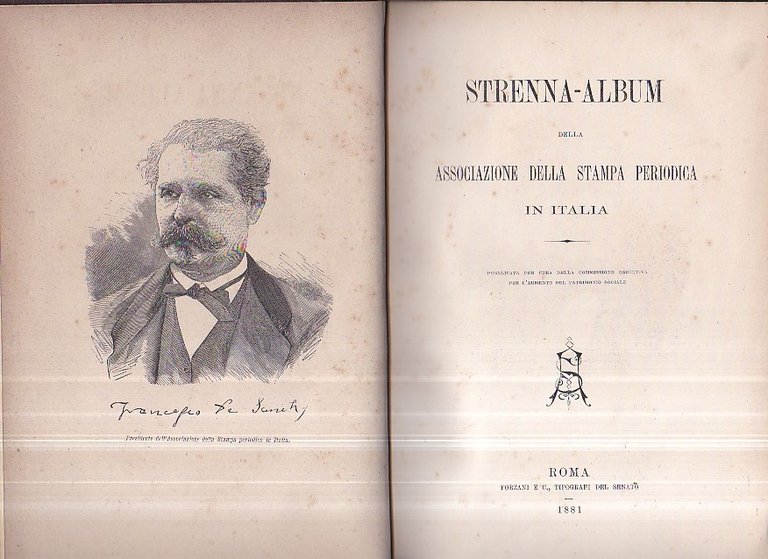 Francesco De Sanctis
Presidente dell'Associazione della Stampa periodica in Italia.
STRENNA-ALBUM
DELLA
ASSOCIAZIONE DELLA STAMPA PERIODICA
IN ITALIA
PUBBLICATA PER CURA DELLA COMMISSIONE ESECUTIVA
PER L'AUMENTO DEL PATRIMONIO SOCIALE
ROMA
FORZANI E C., TIPOGRAFI DEL SENATO
1881